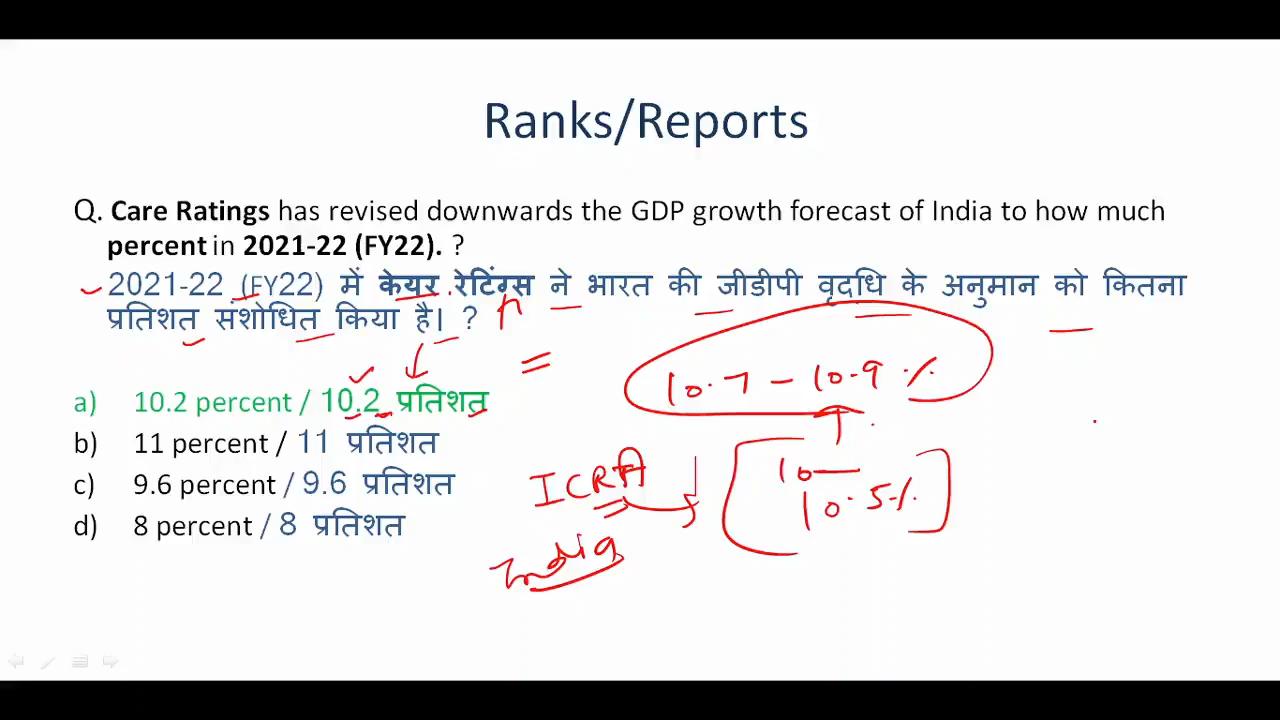 Ranks/Reports
Q. Care Ratings has revised downwards the GDP growth forecast of India to how much
percent in 2021-22 (FY22). ?
2021-22 (FY22) में केयर रेटिंग्स ने भारत की जीडीपी वृदधि के अनुमान को कितना
प्रतिशत संशोधित किया है। ?
10.7 - 10.9 %
a) 10.2 percent / 10.2 प्रतिशत
b) 11 percent / 11 प्रतिशत
c) 9.6 percent / 9.6 प्रतिशत
d) 8 percent / 8 प्रतिशत
ICRA
10 —
10.5%
India